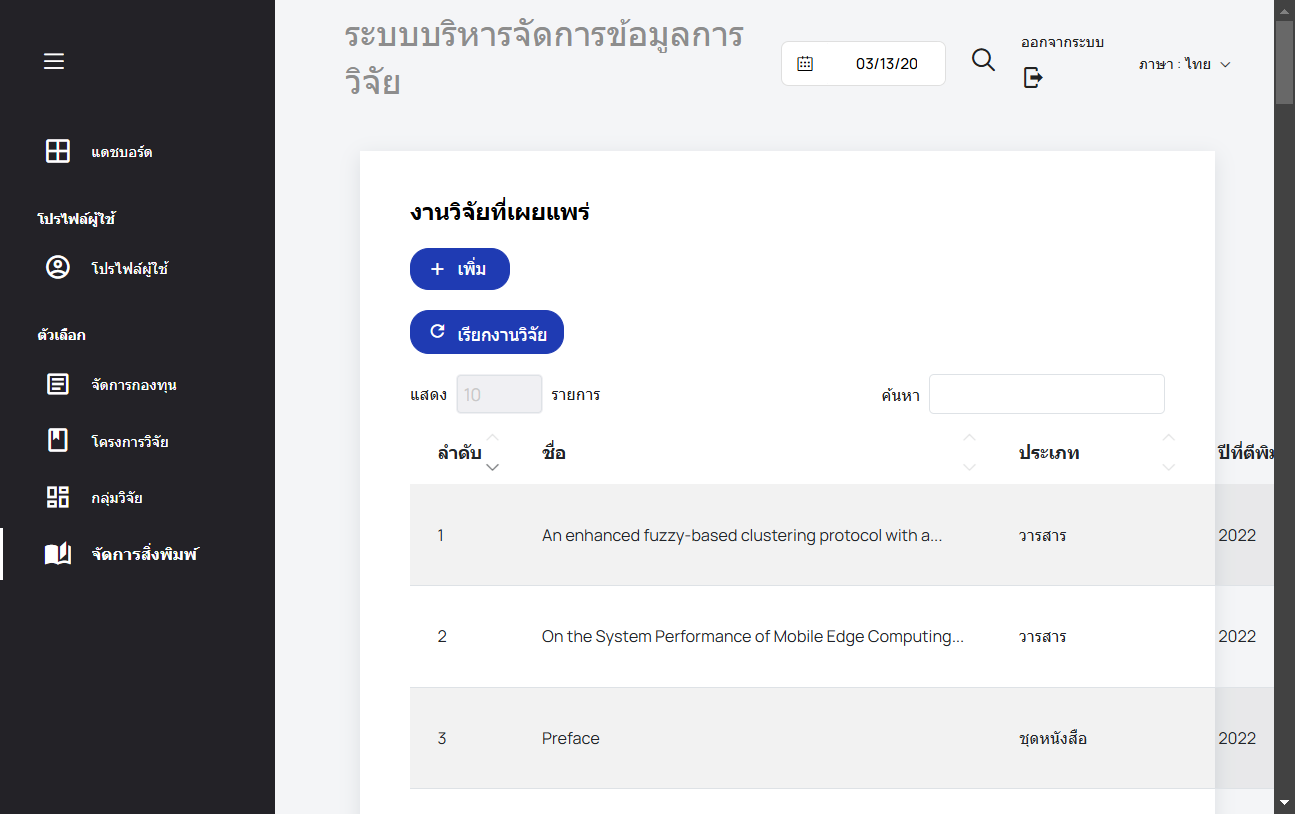 ระบบบริหารจัดการข้อมูลการ
วิจัย
03/13/20
ออกจากระบบ
ภาษา : ไทย
แดชบอร์ด
โปรไฟล์ผู้ใช้
โปรไฟล์ผู้ใช้
ตัวเลือก
จัดการกองทุน
โครงการวิจัย
กลุ่มวิจัย
จัดการสิ่งพิมพ์
งานวิจัยที่เผยแพร่
เพิ่ม
เรียกงานวิจัย
แสดง 10 รายการ ค้นหา
ลำดับ ชื่อ ประเภท ปีที่ตีพิม
1 An enhanced fuzzy-based clustering protocol with a... วารสาร 2022
2 On the System Performance of Mobile Edge Computing... วารสาร 2022
3 Preface ชุดหนังสือ 2022